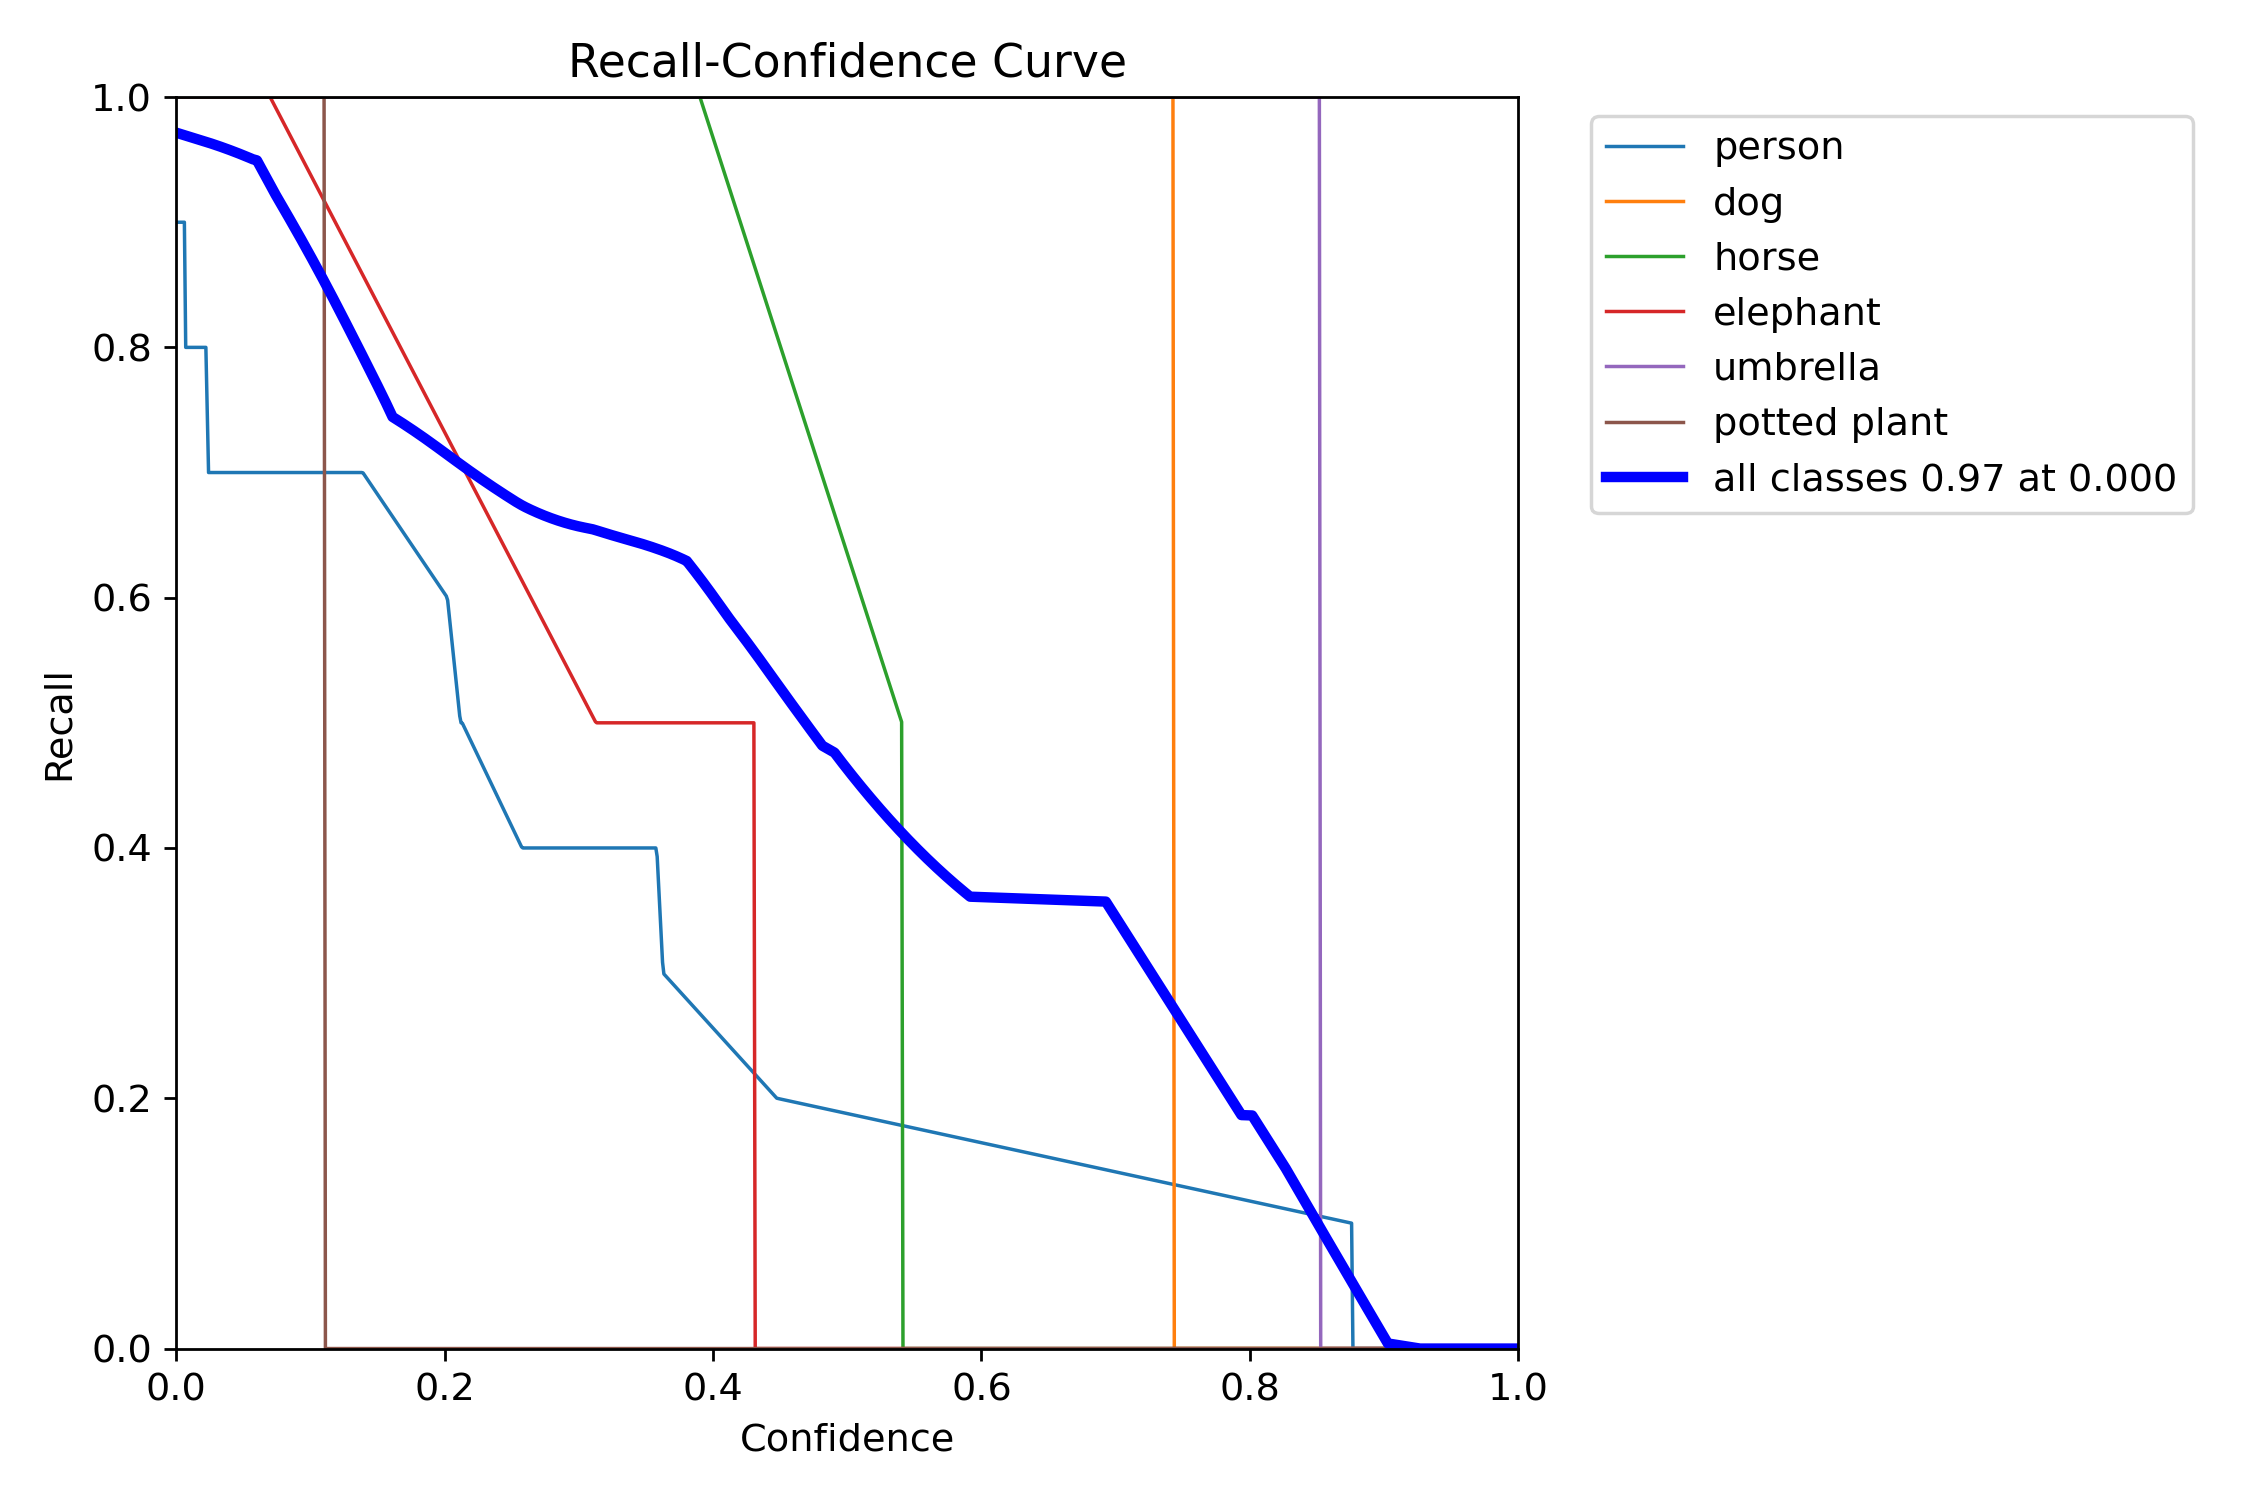 Recall-Confidence Curve
1.0
0.8
0.6
0.4
0.2
0.0
Recall
0.0 0.2 0.4 0.6 0.8 1.0
Confidence
person
dog
horse
elephant
umbrella
potted plant
all classes 0.97 at 0.000